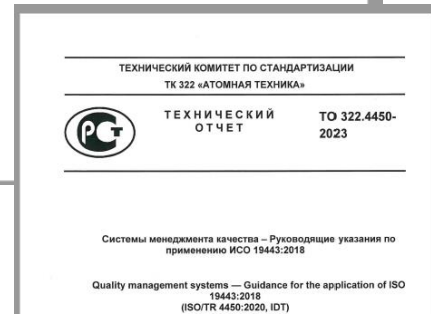 ТЕХНИЧЕСКИЙ КОМИТЕТ ПО СТАНДАРТИЗАЦИИ
ТК 322 «АТОМНАЯ ТЕХНИКА»
РСТ
ТЕХНИЧЕСКИЙ
ОТЧЕТ
ТО 322.4450-
2023
Системы менеджмента качества – Руководящие указания по
применению ИСО 19443:2018
Quality management systems — Guidance for the application of ISO
19443:2018
(ISO/TR 4450:2020, IDT)